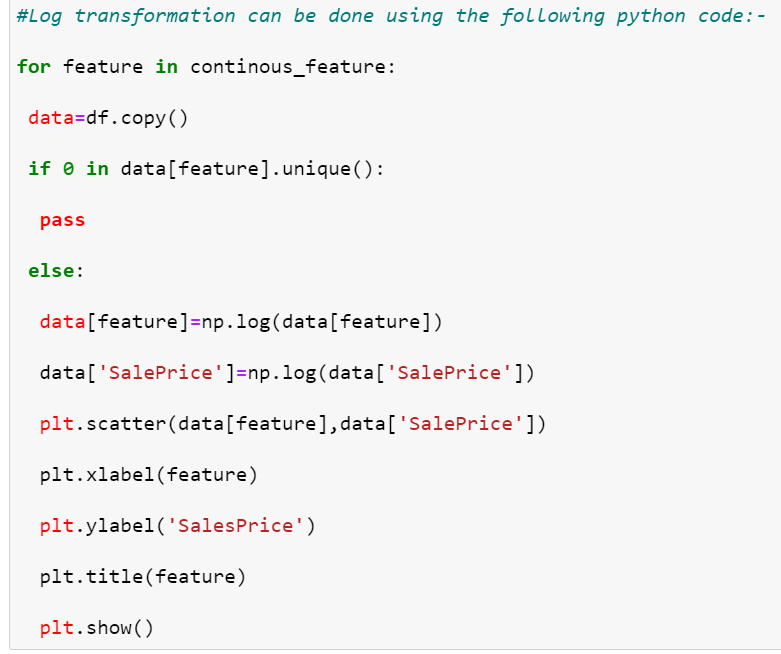 #Log transformation can be done using the following python code:-
for feature in continous_feature:
data=df.copy()
if 0 in data[feature].unique():
pass
else:
data[feature]=np.log(data[feature])
data['SalePrice']=np.log(data['SalePrice'])
plt.scatter(data[feature],data['SalePrice'])
plt.xlabel(feature)
plt.ylabel('SalesPrice')
plt.title(feature)
plt.show()